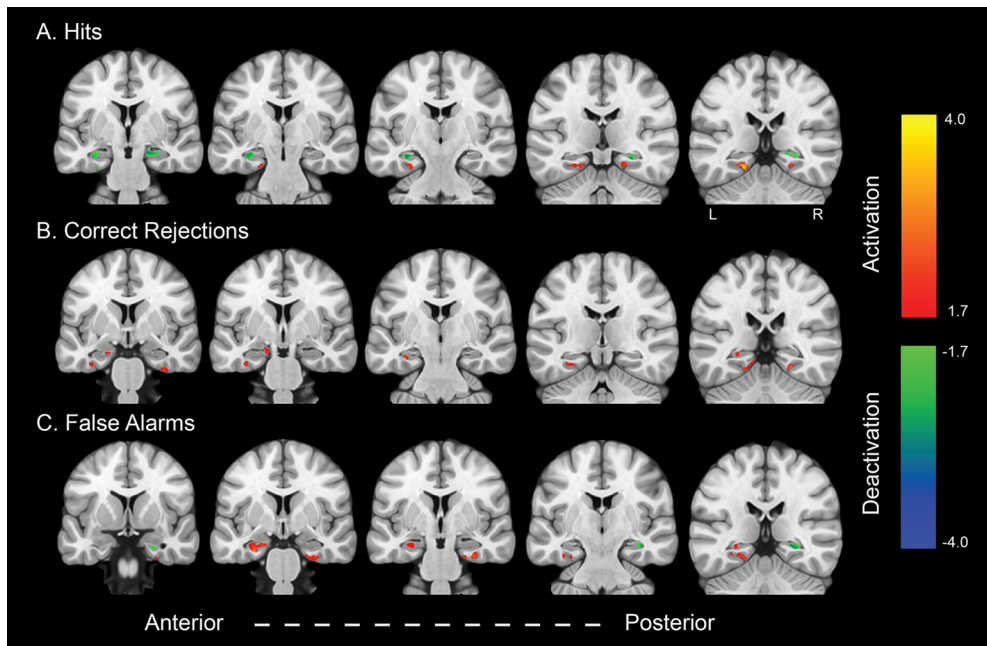 A. Hits
4.0
Activation
1.7
L
R
B. Correct Rejections
-1.7
Deactivation
-4.0
C. False Alarms
Anterior
Posterior